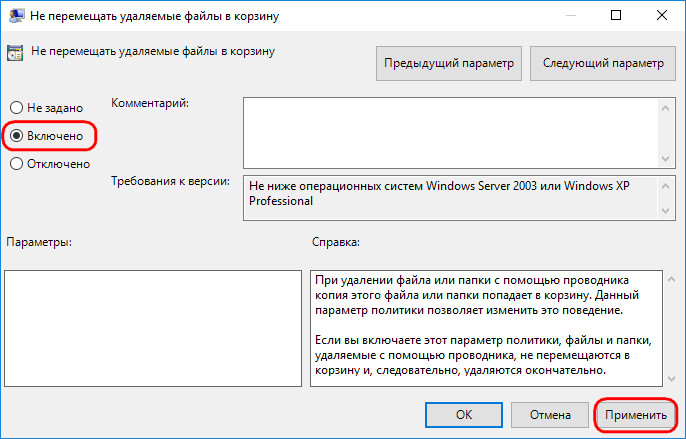 Не перемещать удаляемые файлы в корзину
Не перемещать удаляемые файлы в корзину
Предыдущий параметр
Следующий параметр
Не задано
Комментарий:
Включено
Отключено
Требования к версии:
Не ниже операционных систем Windows Server 2003 или Windows XP
Professional
Параметры:
Справка:
При удалении файла или папки с помощью проводника
копия этого файла или папки попадает в корзину. Данный
параметр политики позволяет изменить это поведение.
Если вы включаете этот параметр политики, файлы и папки,
удаляемые с помощью проводника, не перемещаются в
корзину и, следовательно, удаляются окончательно.
ОК
Отмена
Применить